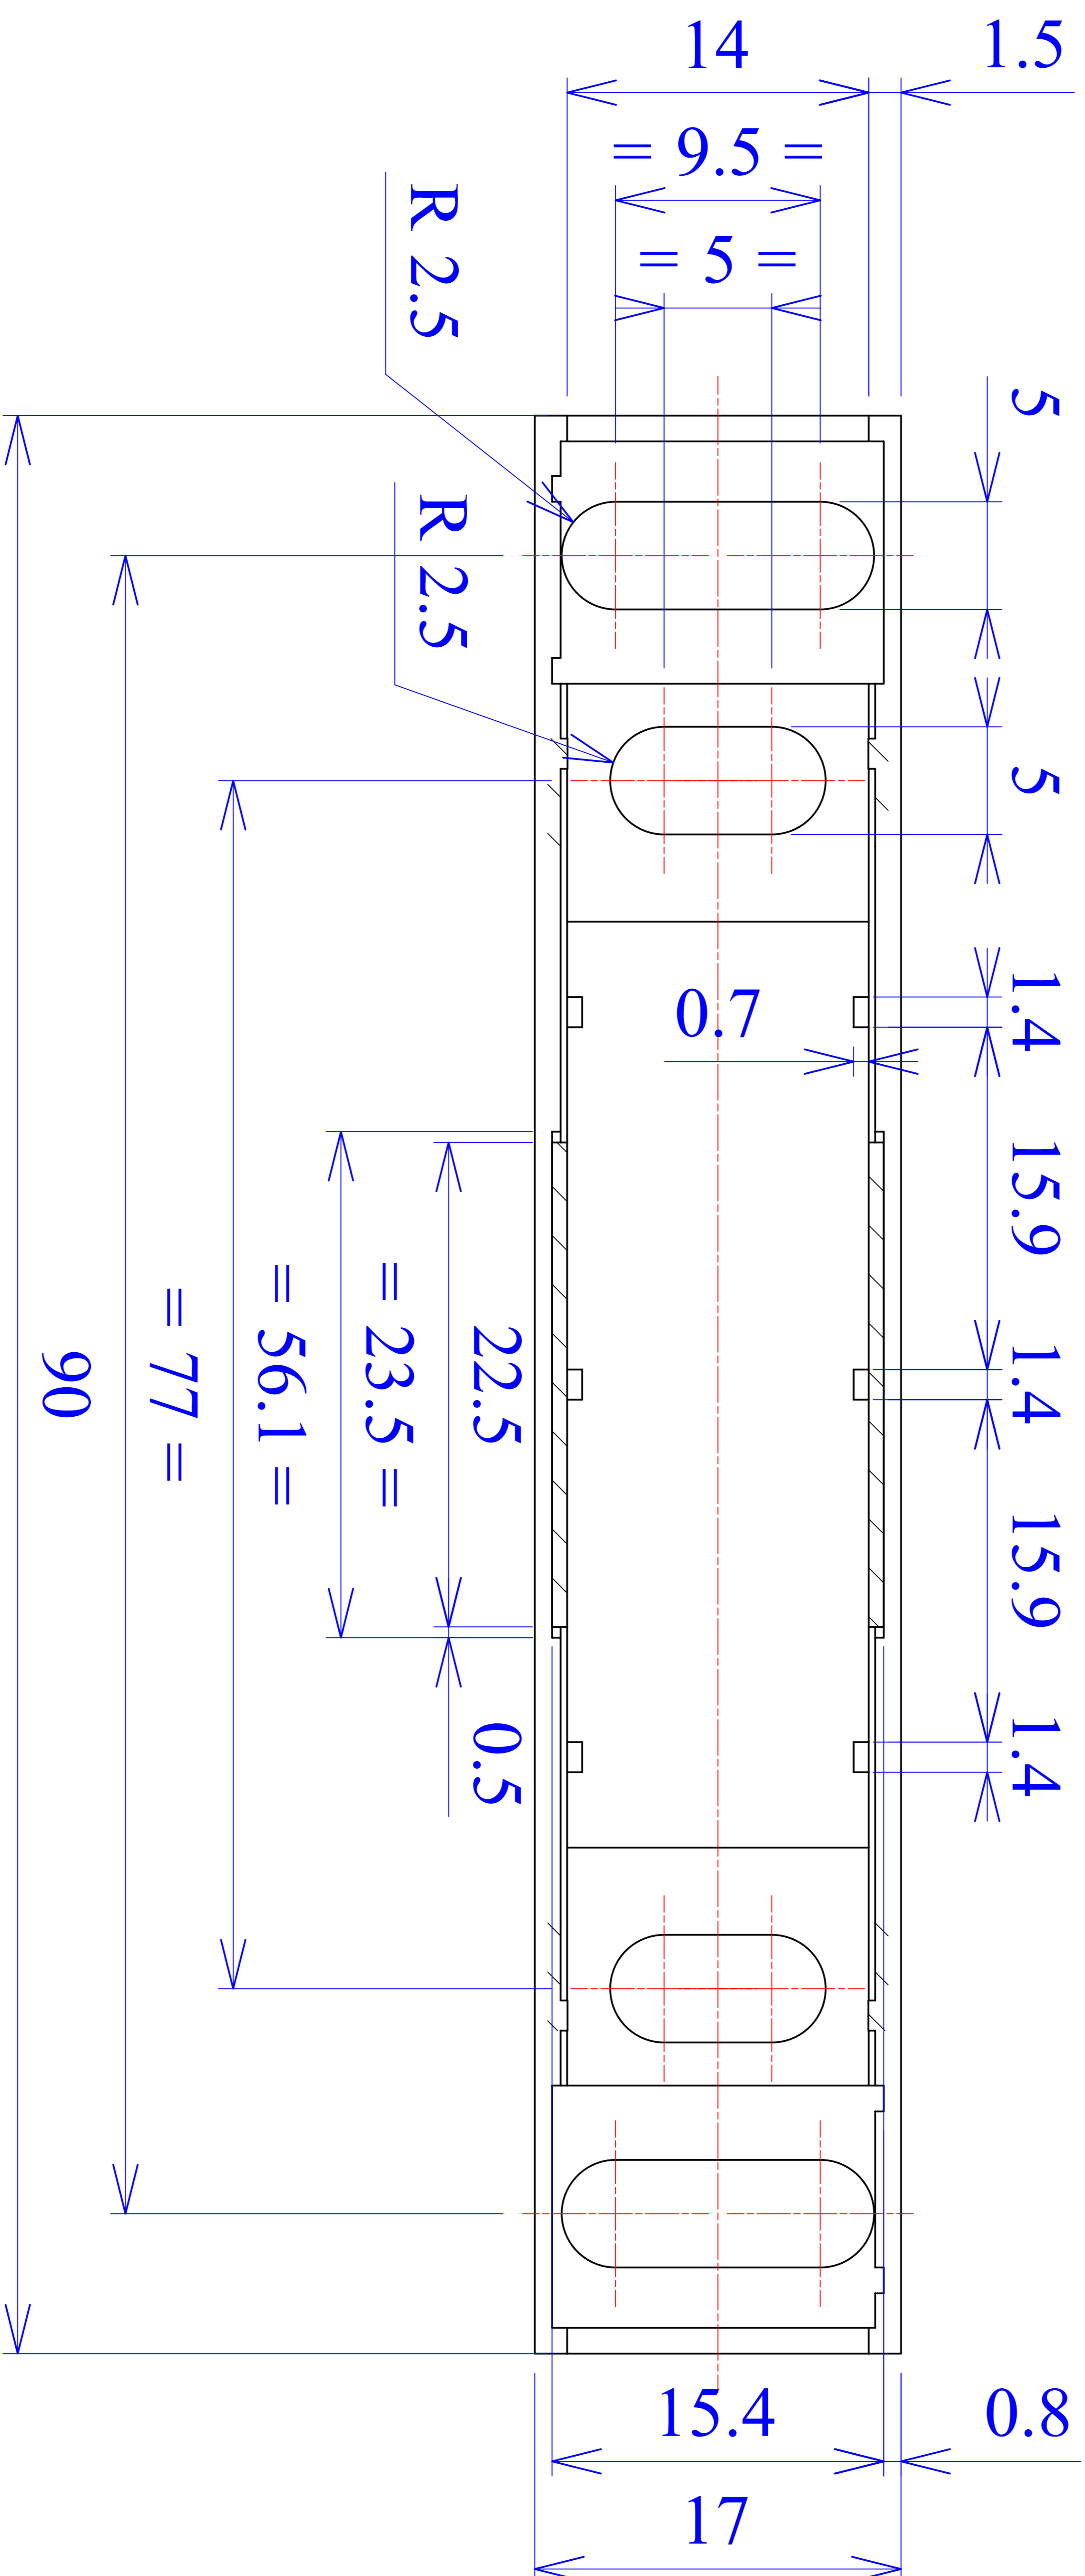 14
1.5
= 9.5 =
= 5 =
R 2.5
R 2.5
5
5
1.4
0.7
15.9
1.4
15.9
1.4
22.5
0.5
= 23.5 =
= 56.1 =
= 77 =
90
15.4
0.8
17